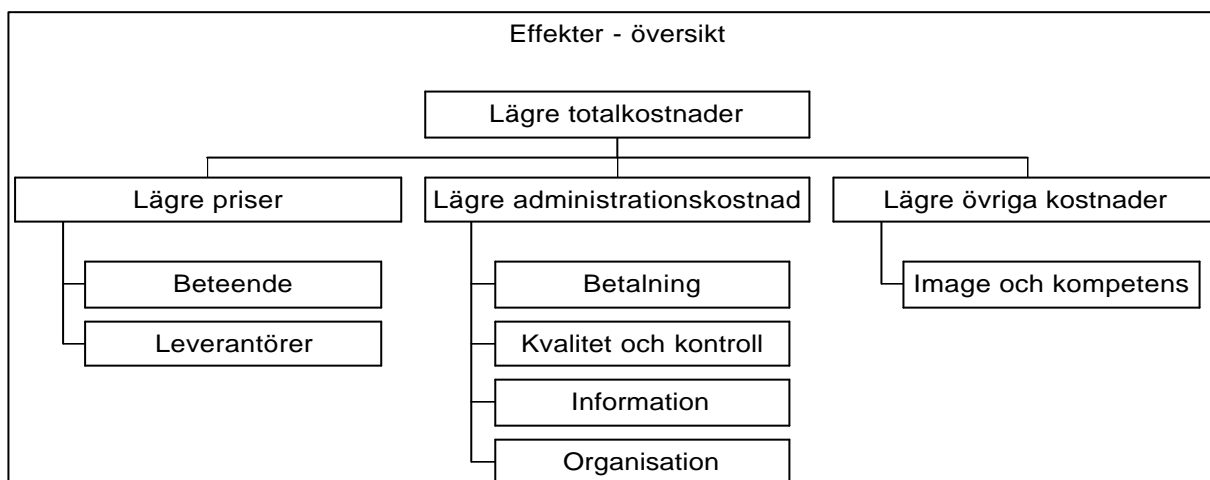 Effekter - översikt
Lägre totalkostnader
Lägre priser
Lägre administrationskostnad
Lägre övriga kostnader
Beteende
Betalning
Image och kompetens
Leverantörer
Kvalitet och kontroll
Information
Organisation